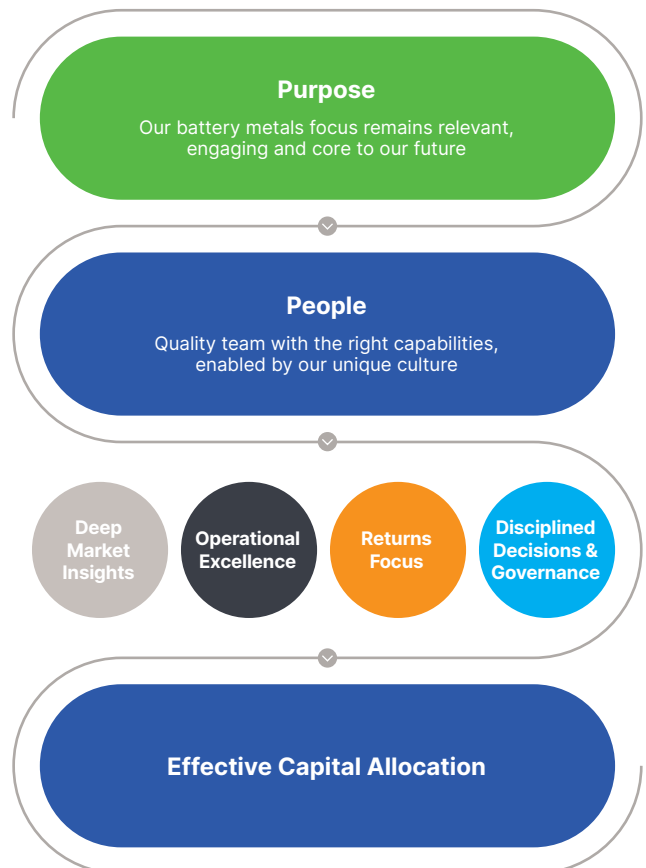 Purpose
Our battery metals focus remains relevant,
engaging and core to our future
People
Quality team with the right capabilities,
enabled by our unique culture
Deep
Market
Insights
Operational
Excellence
Returns
Focus
Disciplined
Decisions &
Governance
Effective Capital Allocation